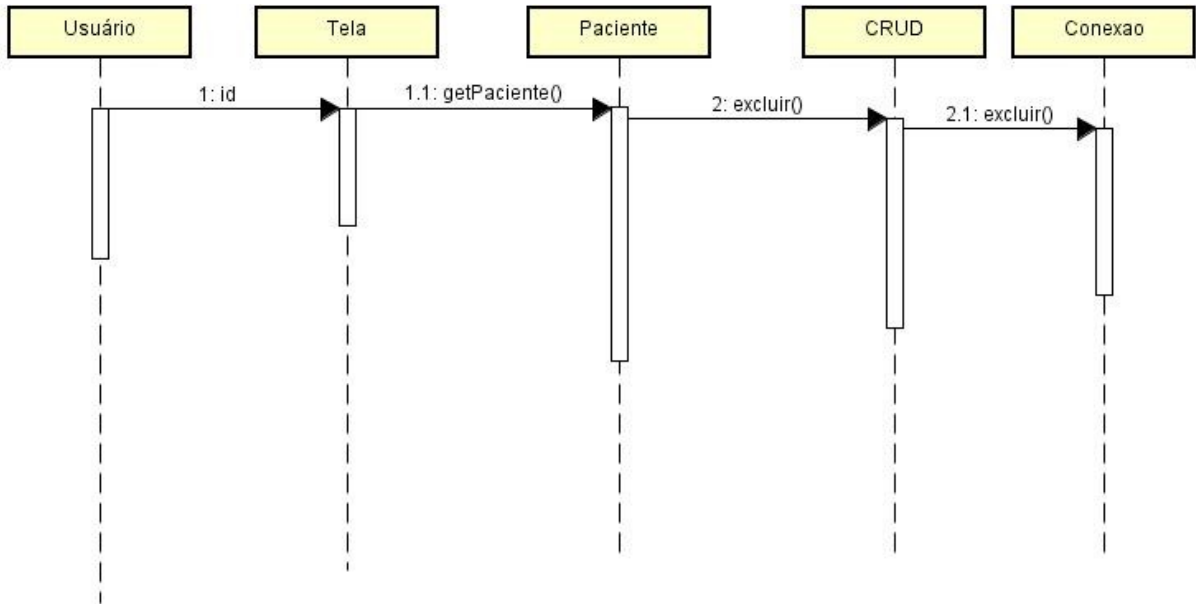 Usuário
Tela
Paciente
CRUD
Conexao
1: id
1.1: getPaciente()
2: excluir()
2.1: excluir()